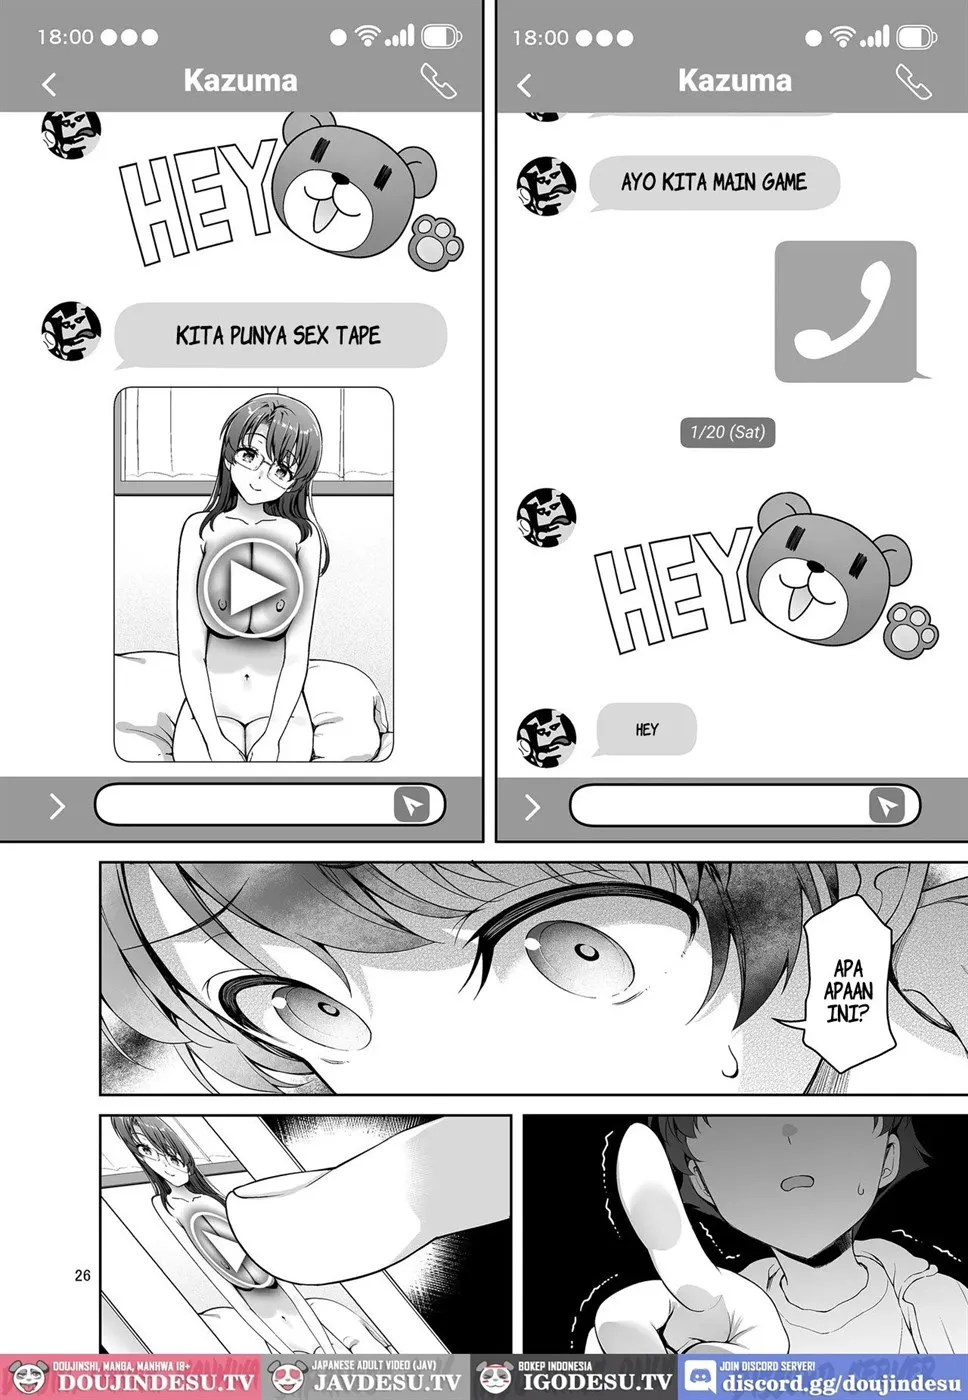 18:00
Kazuma
HEY
KITA PUNYA SEX TAPE
18:00
Kazuma
AYO KITA MAIN GAME
1/20 (Sat)
HEY
HEY
APA
APAAN
INI?
26
DOUJINSHI, MANGA, MANHWA 18+
DOUJINDESU.TV
JAPANESE ADULT VIDEO (JAV)
JAVDESU.TV
BOKEP INDONESIA
IGODESU.TV
JOIN DISCORD SERVER!
discord.gg/doujindesu